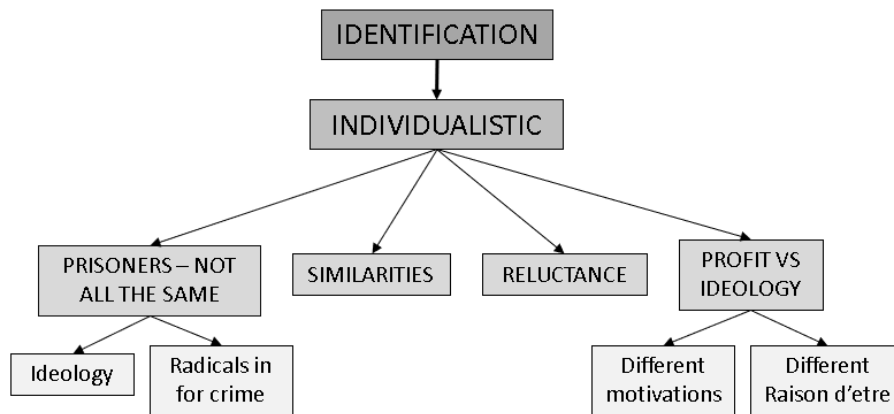 IDENTIFICATION
INDIVIDUALISTIC
PRISONERS – NOT
ALL THE SAME
SIMILARITIES
RELUCTANCE
PROFIT VS
IDEOLOGY
Ideology
Radicals in
for crime
Different
motivations
Different
Raison d’etre